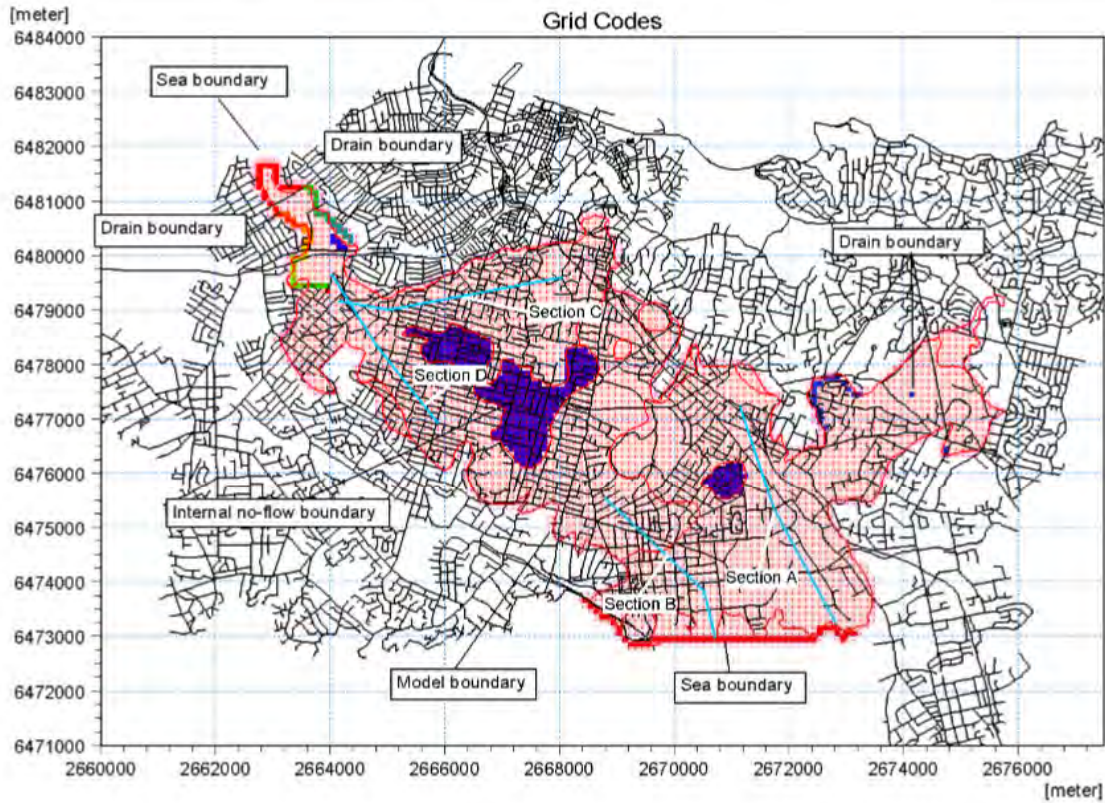 [meter]
Grid Codes
6484000
6483000
Sea boundary
6482000
Drain boundary
6481000
Drain boundary
Drain boundary
6480000
6479000
Section C
6478000
Section D
6477000
6476000
Internal no-flow boundary
6475000
6474000
Section A
Section B
6473000
Model boundary
Sea boundary
6472000
6471000
2660000 2662000 2664000 2666000 2668000 2670000 2672000 2674000 2676000
[meter]